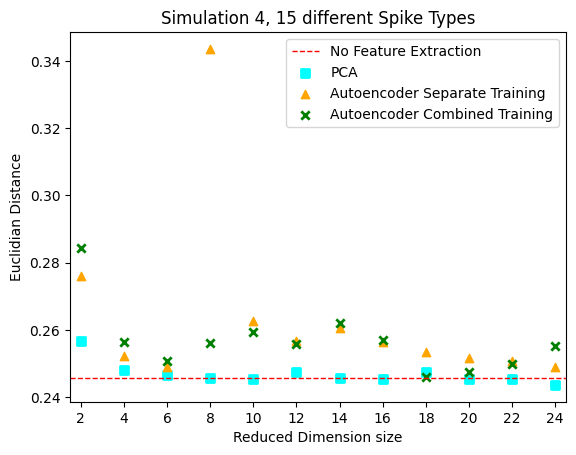 Simulation 4, 15 different Spike Types
No Feature Extraction
PCA
Autoencoder Separate Training
Autoencoder Combined Training
Euclidian Distance
0.34
0.32
0.30
0.28
0.26
0.24
2 4 6 8 10 12 14 16 18 20 22 24
Reduced Dimension size